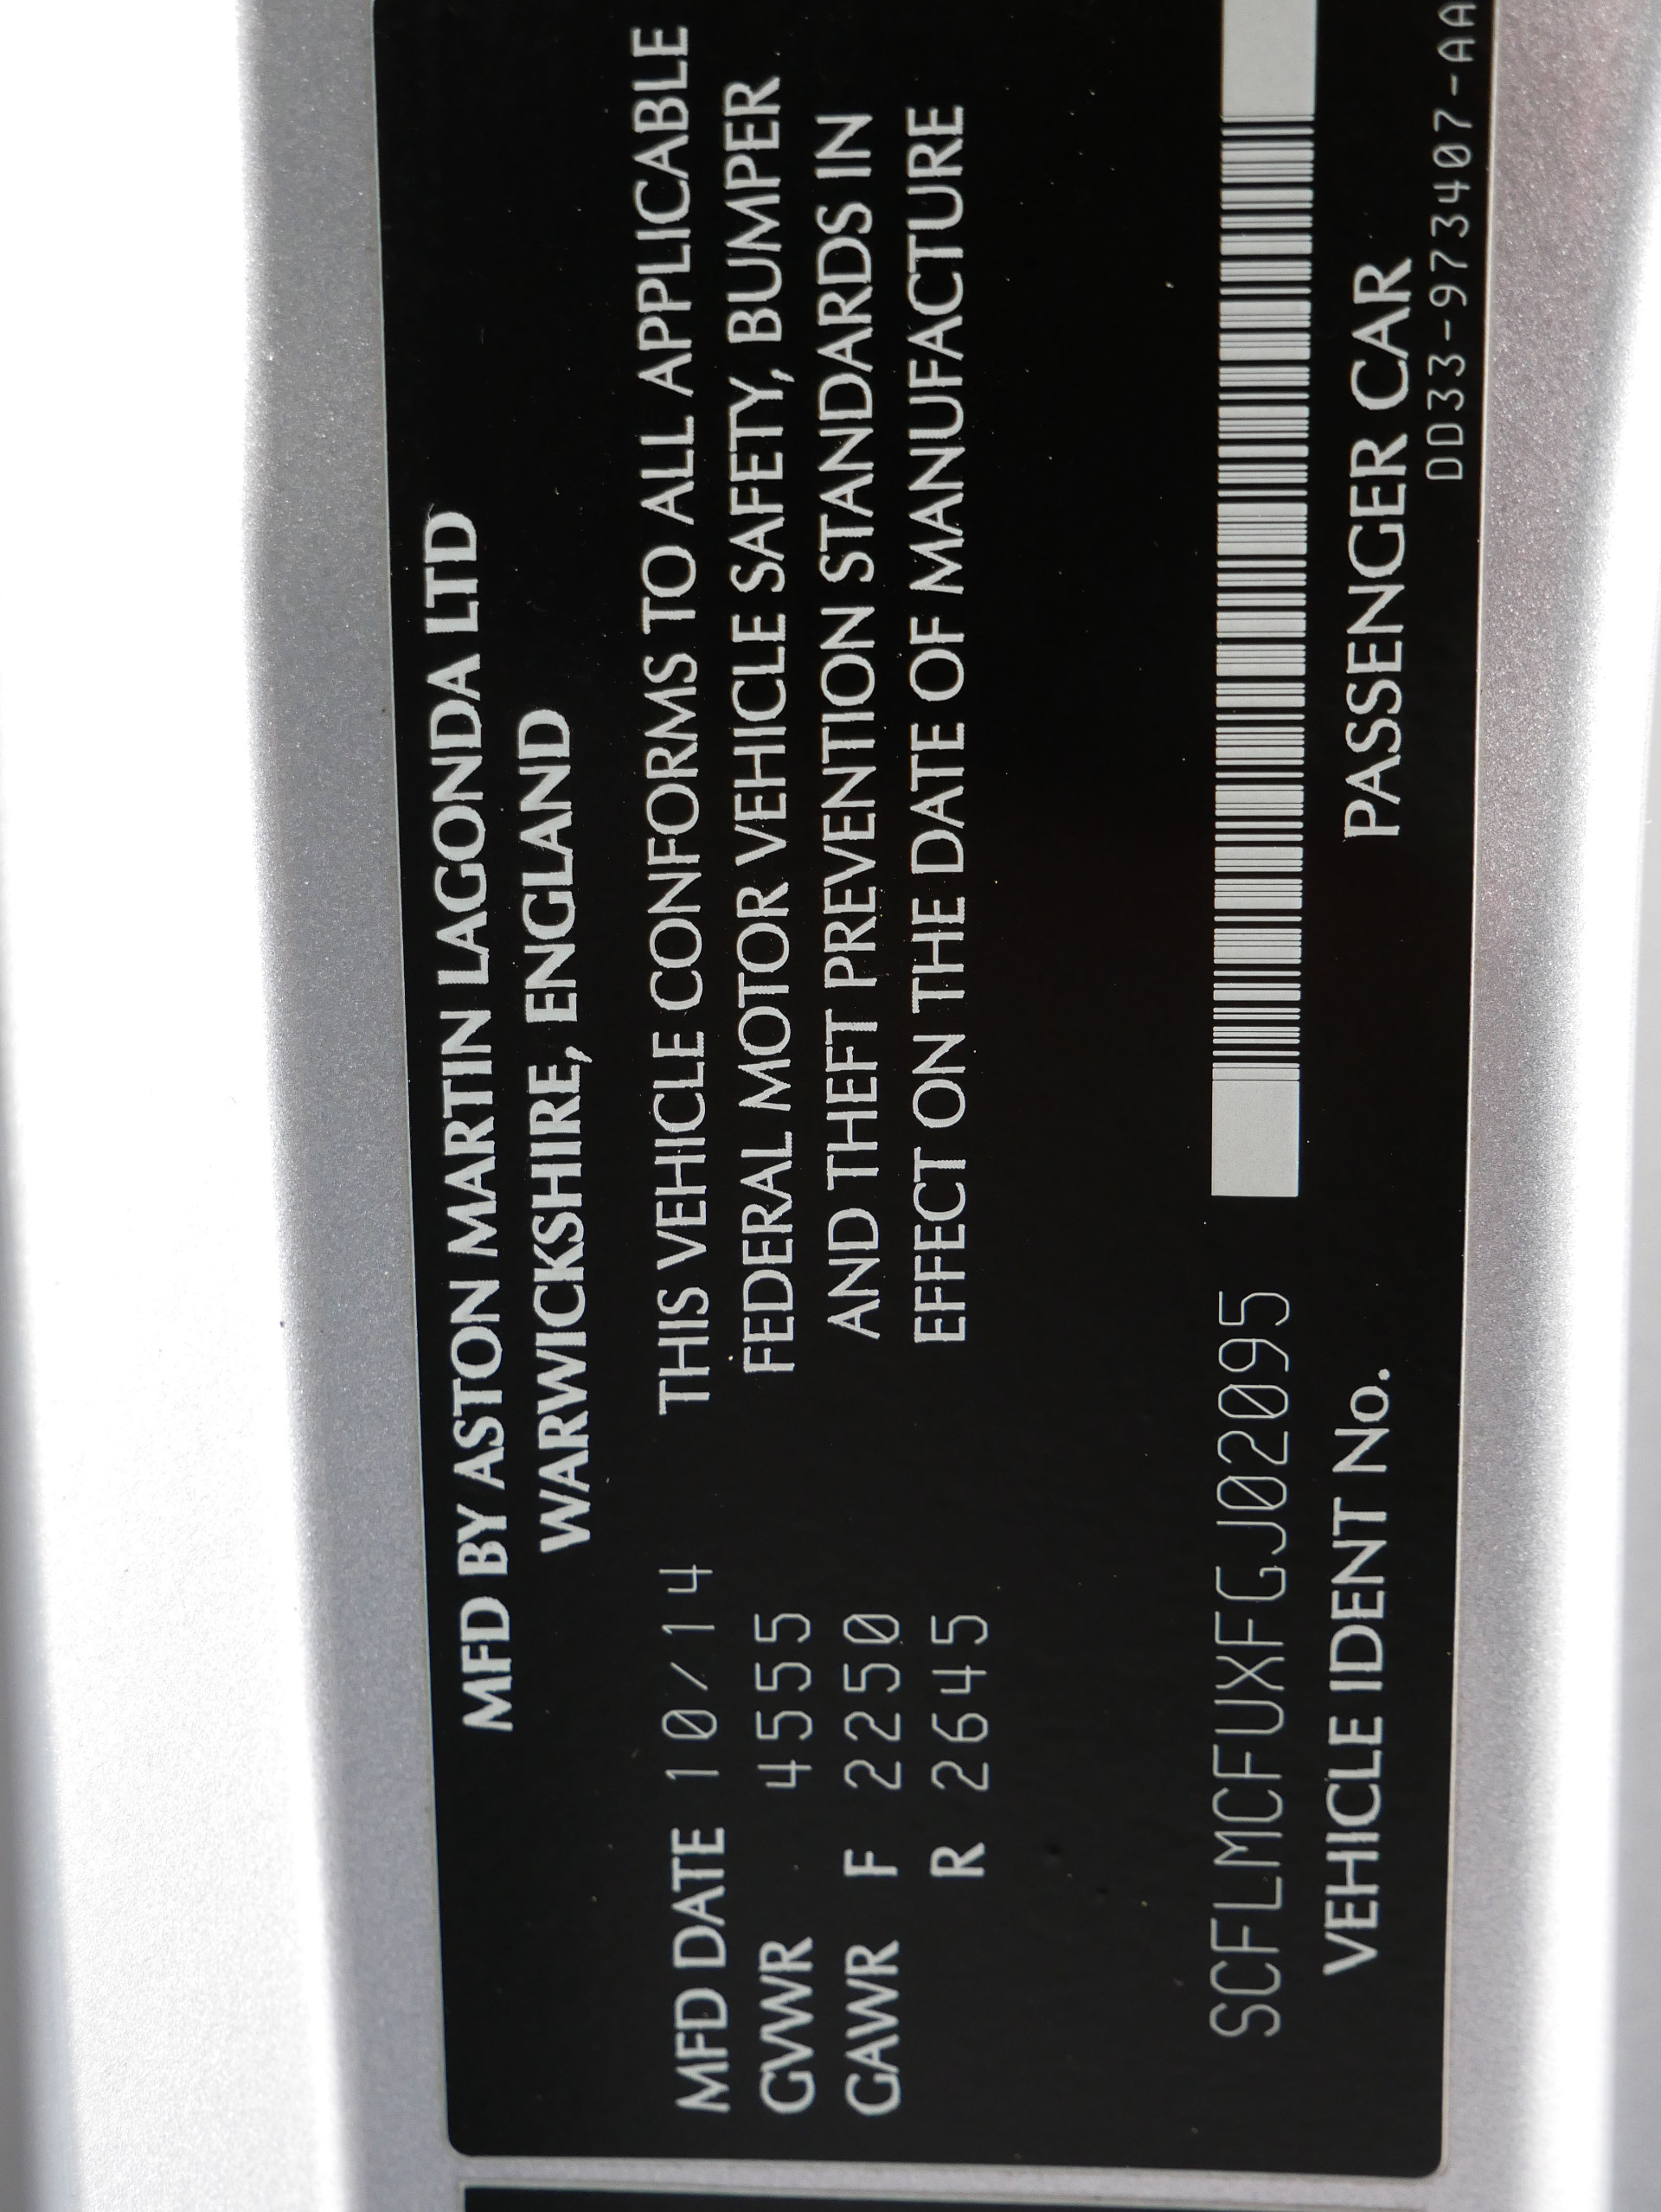 MFD BY ASTON MARTIN LAGONDA LTD
WARWICKSHIRE, ENGLAND
MFD DATE 10/14 THIS VEHICLE CONFORMS TO ALL APPLICABLE
GVWR 4555 FEDERAL MOTOR VEHICLE SAFETY, BUMPER
GAWR F 2250 AND THEFT PREVENTION STANDARDS IN
R 2645 EFFECT ON THE DATE OF MANUFACTURE
SCFLMCFUXFGJ02095
VEHICLE IDENT No. PASSENGER CAR
DD33-973407-AA